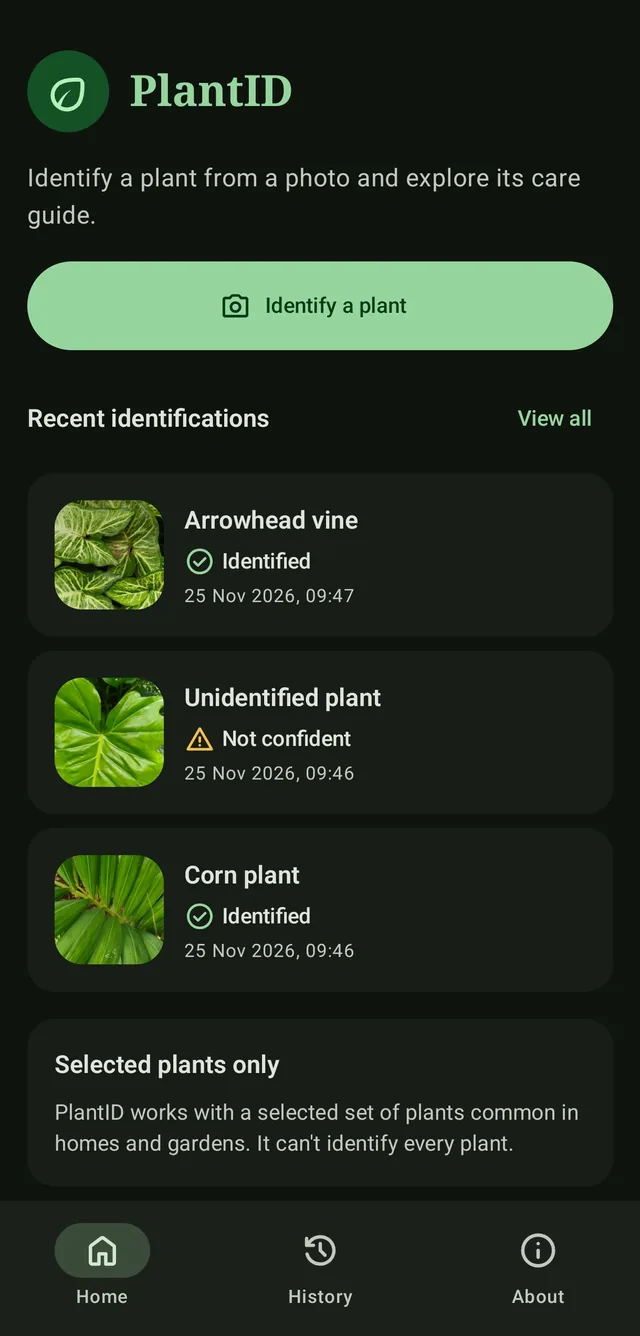 PlantID
Identify a plant from a photo and explore its care
guide.
Identify a plant
Recent identifications
View all
Arrowhead vine
Identified
25 Nov 2026, 09:47
Unidentified plant
Not confident
25 Nov 2026, 09:46
Corn plant
Identified
25 Nov 2026, 09:46
Selected plants only
PlantID works with a selected set of plants common in
homes and gardens. It can't identify every plant.
Home
History
About